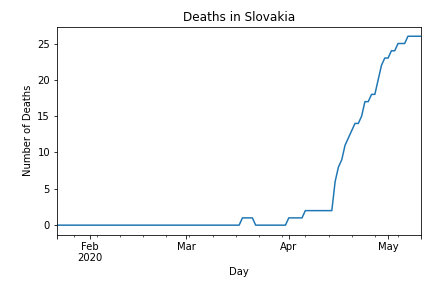 Deaths in Slovakia
Number of Deaths
25
20
15
10
5
0
Feb
2020
Mar
Apr
May
Day